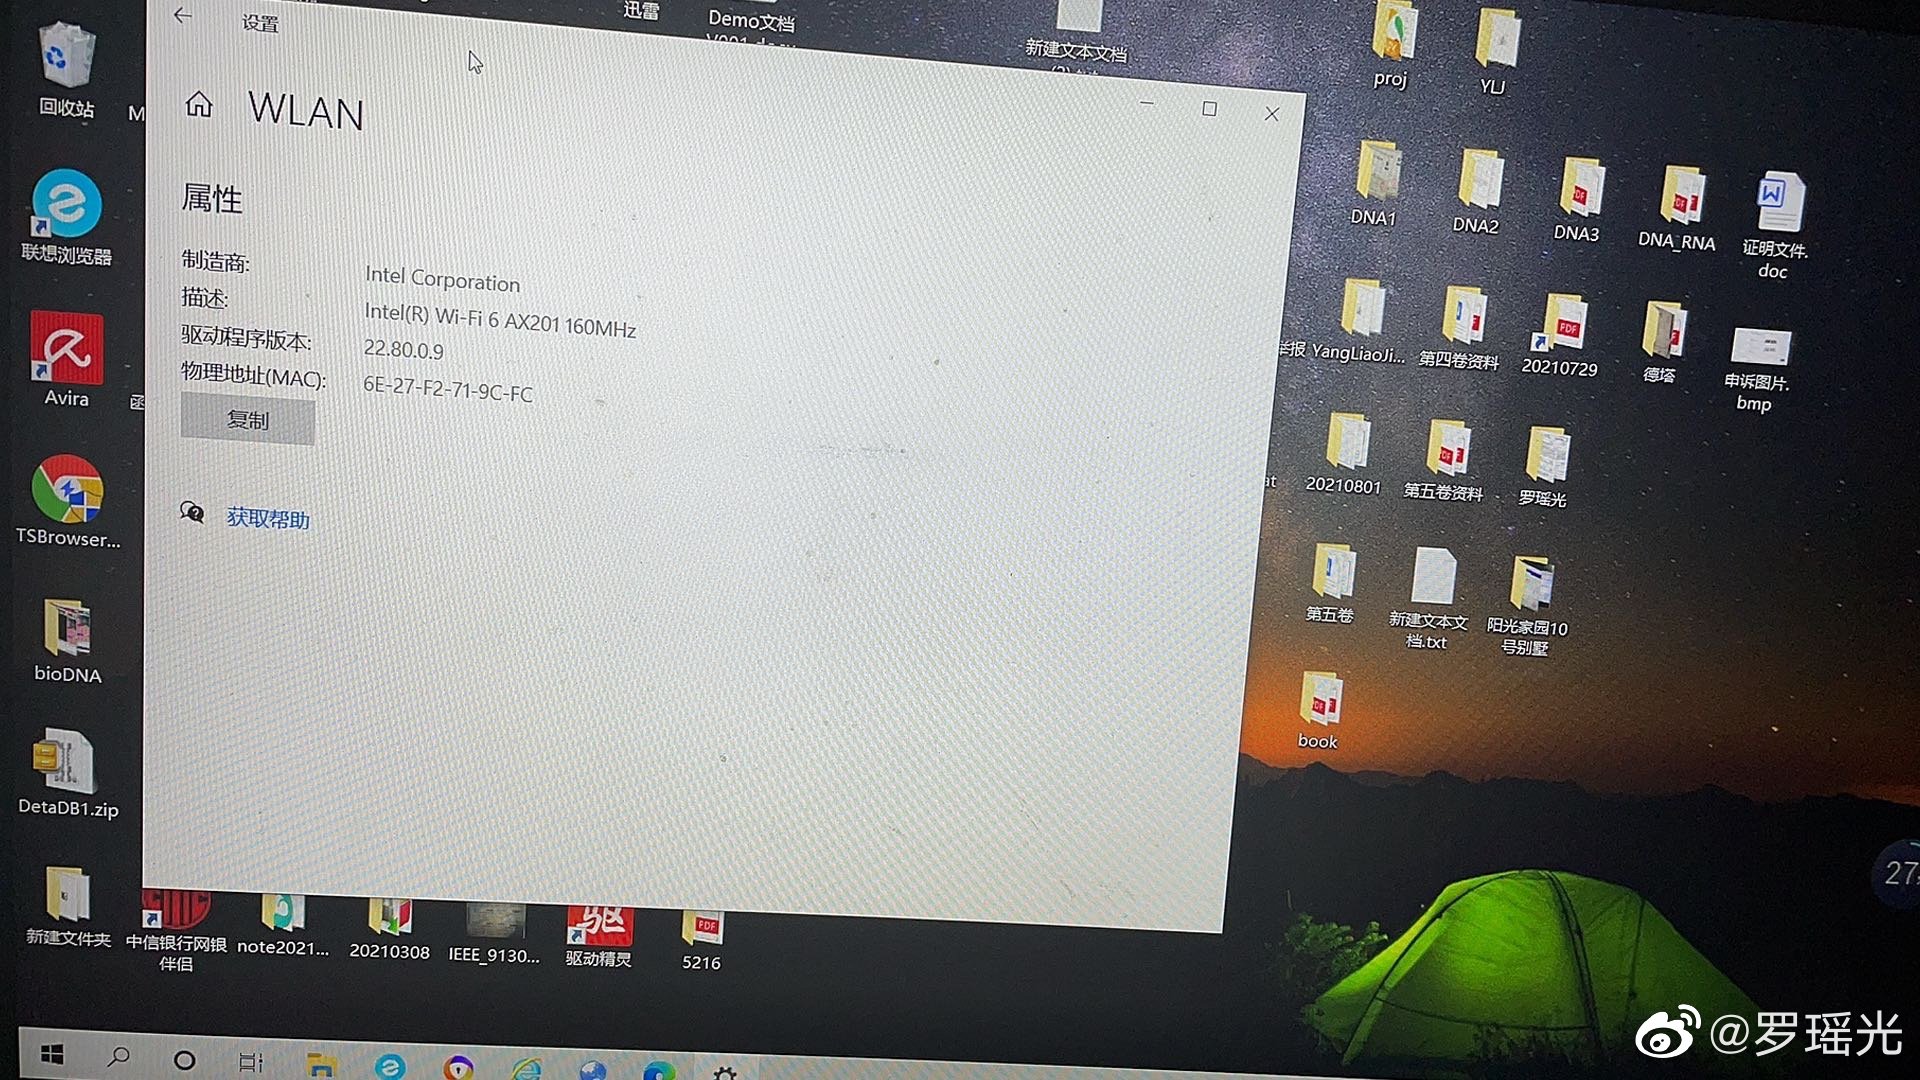 设置
WLAN
属性
制造商: Intel Corporation
描述: Intel(R) Wi-Fi 6 AX201 160MHz
驱动程序版本: 22.80.0.9
物理地址(MAC): 6E-27-F2-71-9C-FC
复制
获取帮助
回收站
联想浏览器
Avira
TSBrowser...
bioDNA
DetaDB1.zip
新建文件夹
中信银行网银
伴侣
note2021...
20210308
IEEE_9130...
驱
驱动精灵
PDF
5216
迅雷
Demo文档
新建文本文档
proj
YLJ
DNA1
DNA2
DNA3
DNA_RNA
W
证明文件.
doc
举报
YangLiaoJi...
第四卷资料
PDF
20210729
德塔
申诉图片.
bmp
20210801
第五卷资料
罗瑶光
第五卷
新建文本文
档.txt
阳光家园10
号别墅
book
27
@罗瑶光